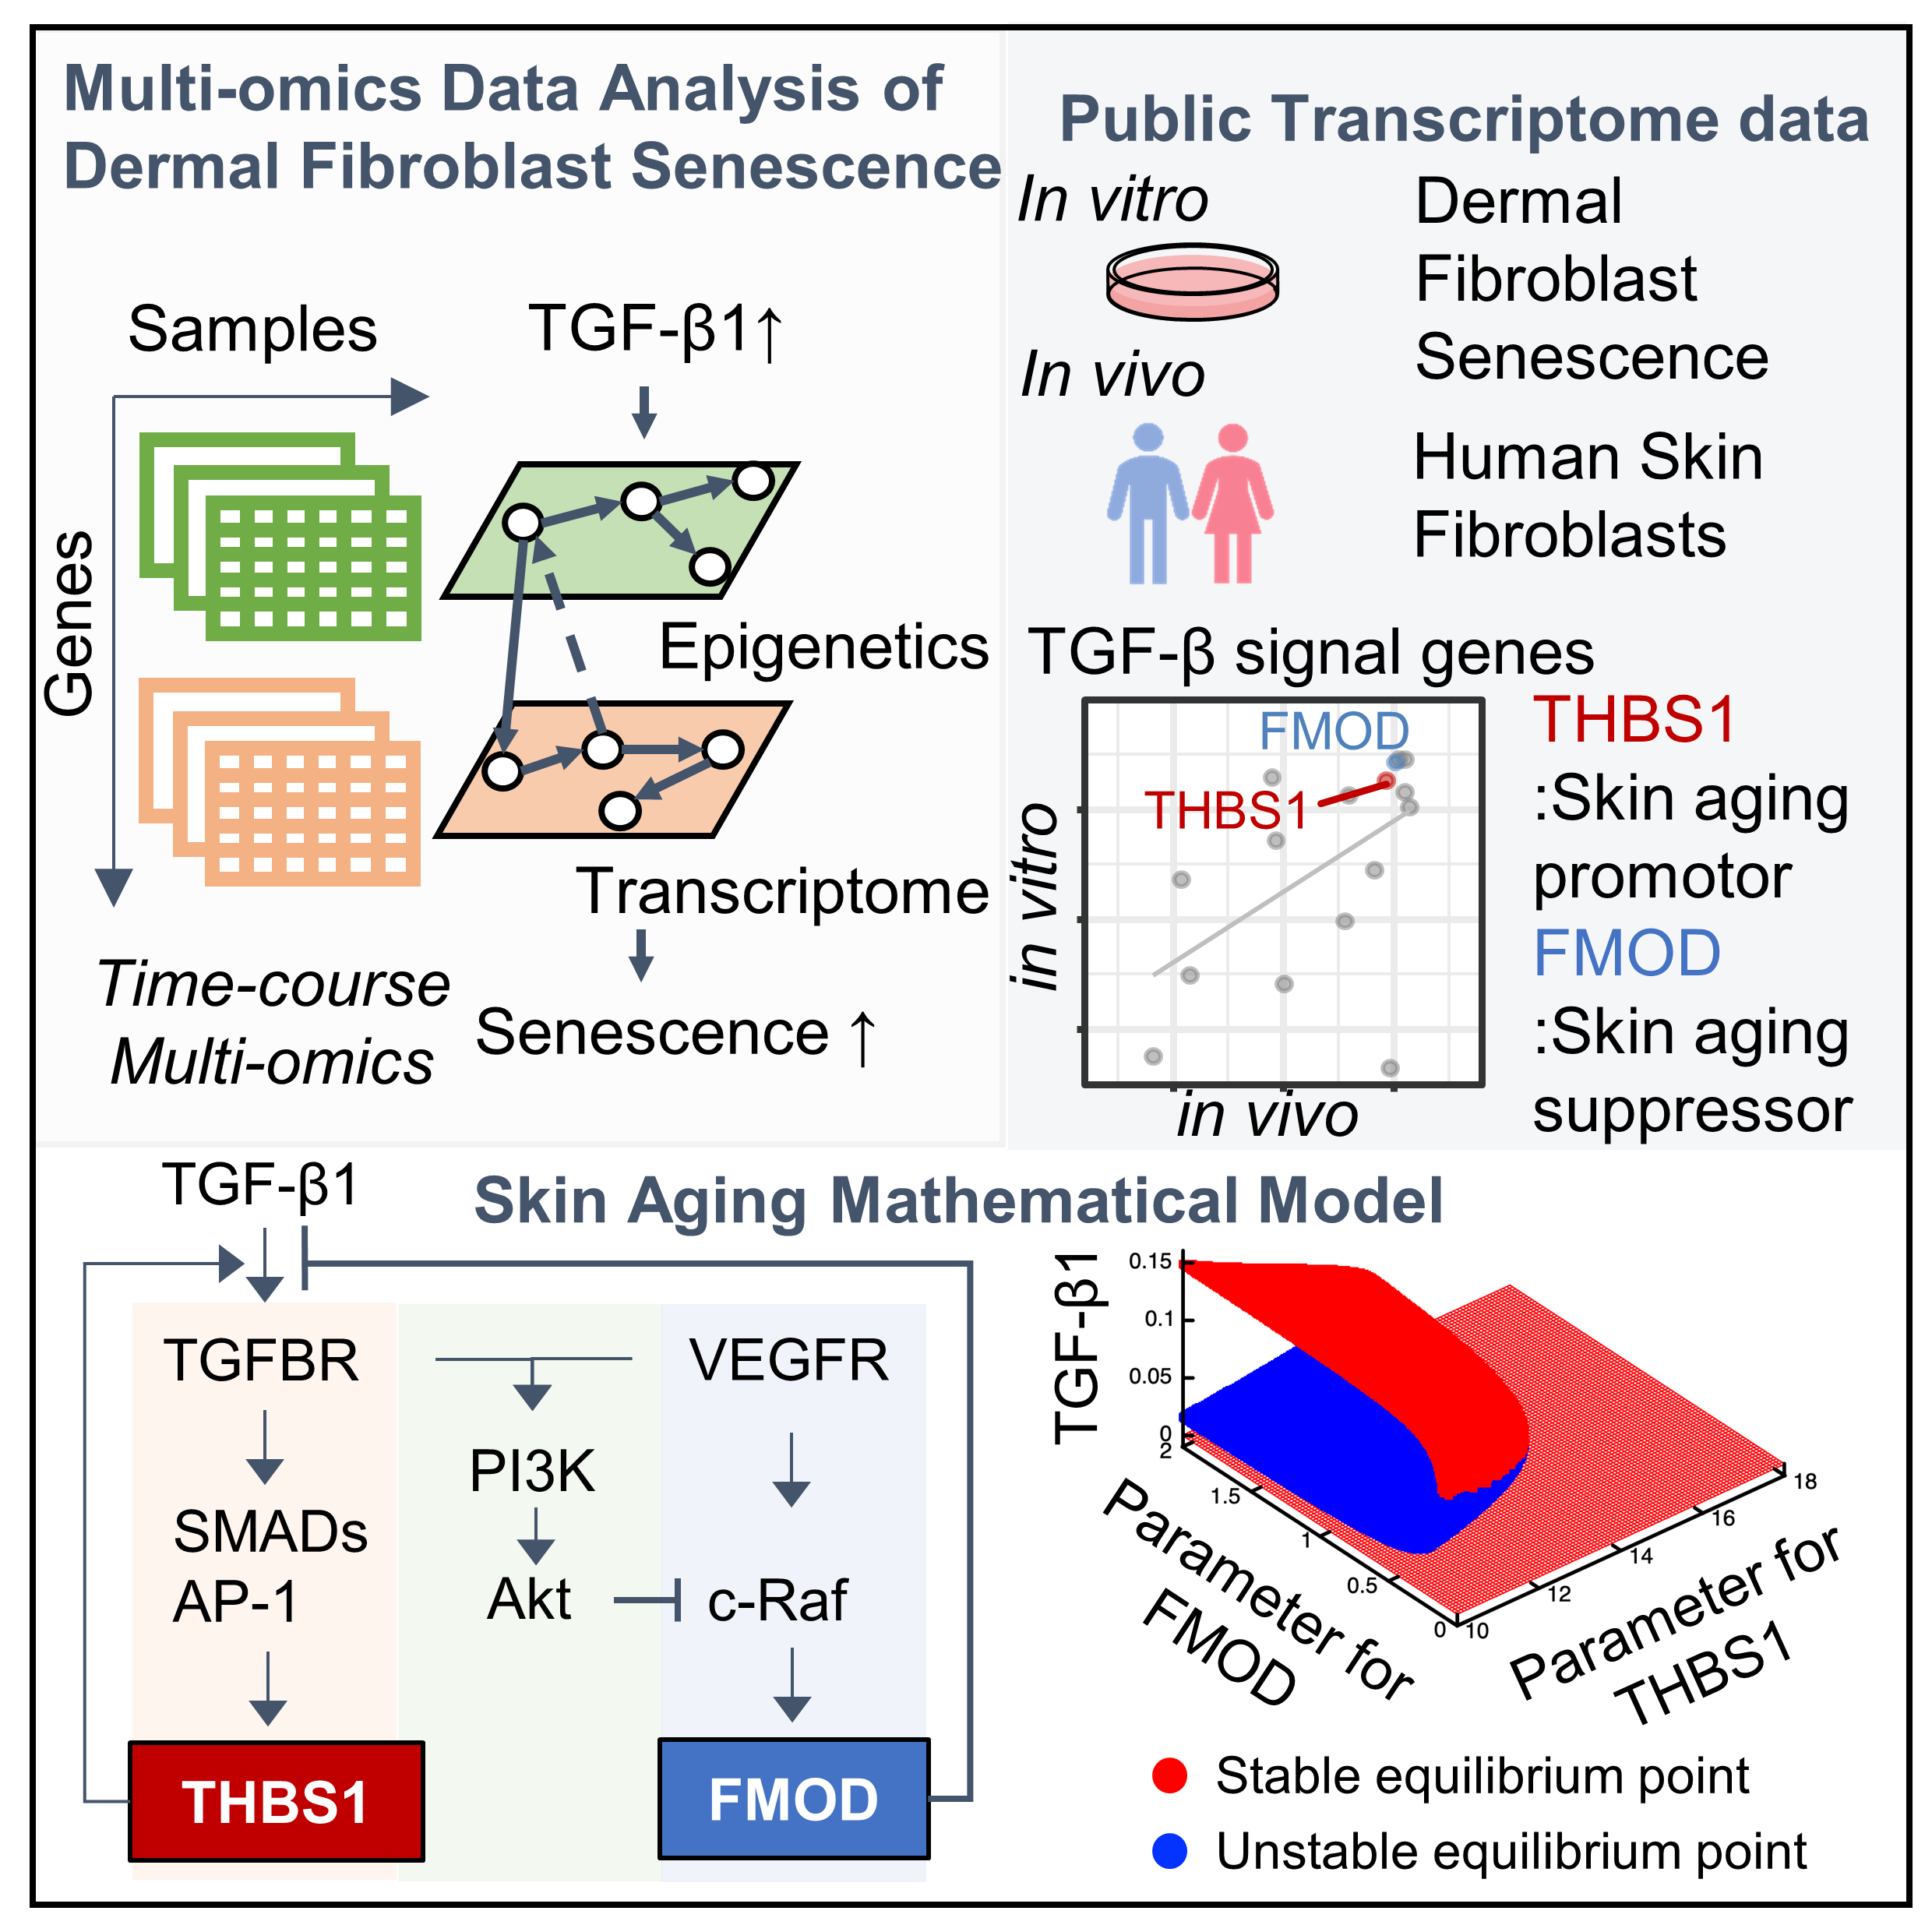 Multi-omics Data Analysis of
Dermal Fibroblast Senescence
Samples
TGF-β1↑
Genes
Epigenetics
Transcriptome
Time-course
Multi-omics
Senescence ↑
Public Transcriptome data
In vitro
Dermal
Fibroblast
Senescence
In vivo
Human Skin
Fibroblasts
TGF-β signal genes
FMOD
THBS1
in vitro
in vivo
THBS1
:Skin aging
promotor
FMOD
:Skin aging
suppressor
Skin Aging Mathematical Model
TGF-β1
TGFBR
VEGFR
PI3K
SMADs
AP-1
Akt
c-Raf
THBS1
FMOD
TGF-β1
0.15
0.1
0.05
0
2
1.5
1
0.5
0
10
12
14
16
18
Parameter for
FMOD
Parameter for
THBS1
Stable equilibrium point
Unstable equilibrium point